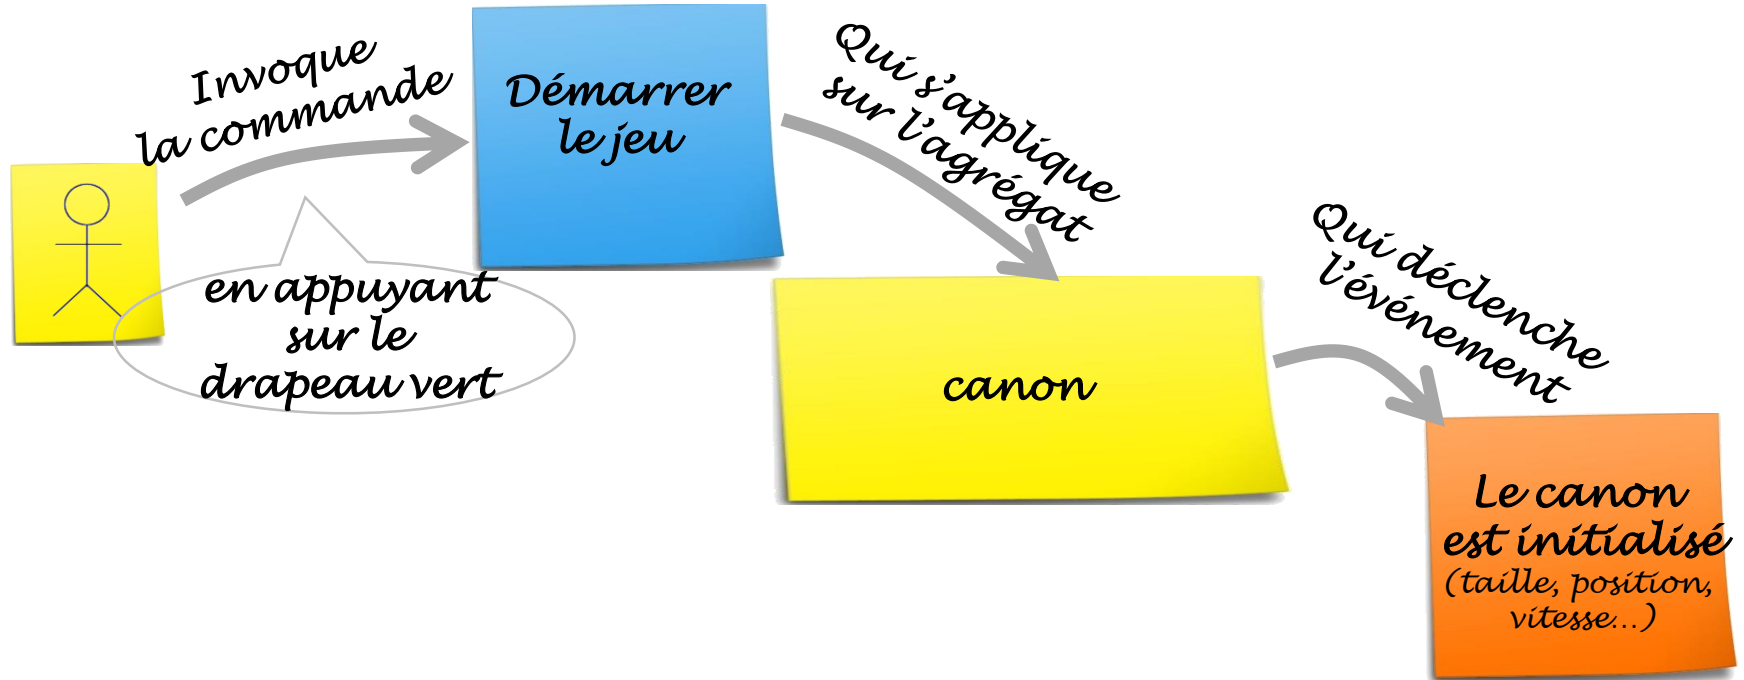 Invoque
la commande
en appuyant
sur le
drapeau vert
Démarrer
le jeu
Qui s'applique
sur l'agrégat
canon
Qui déclenche
l'événement
Le canon
est initialisé
(taille, position,
vitesse...)